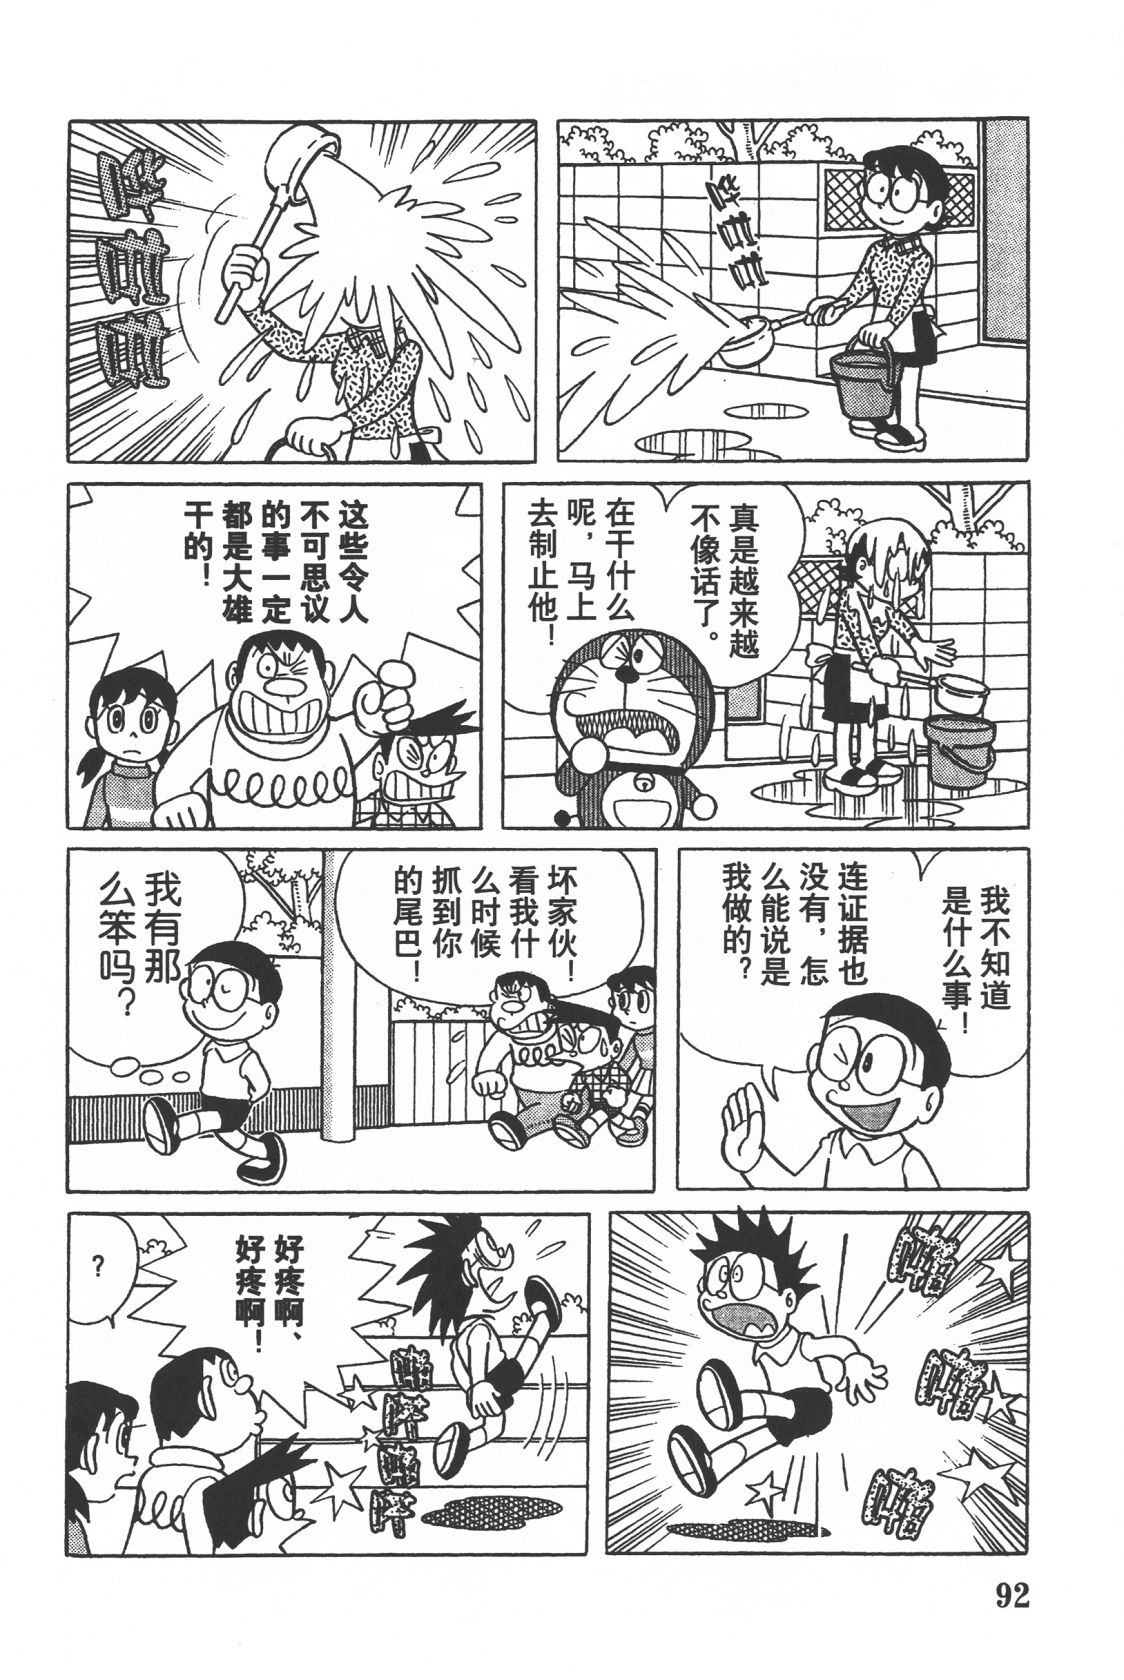 哗啦啦
哗啦啦
真是越来越
不像话了。
在干什么
呢，马上
去制止他！
这些令人
不可思议
的事一定
都是大雄
干的！
我不知道
是什么事！
连证据也
没有，怎
么能说是
我做的？
坏家伙！
看我什
么时候
抓到你
的尾巴！
我有那
么笨吗？
好疼啊、
好疼啊！
？
92